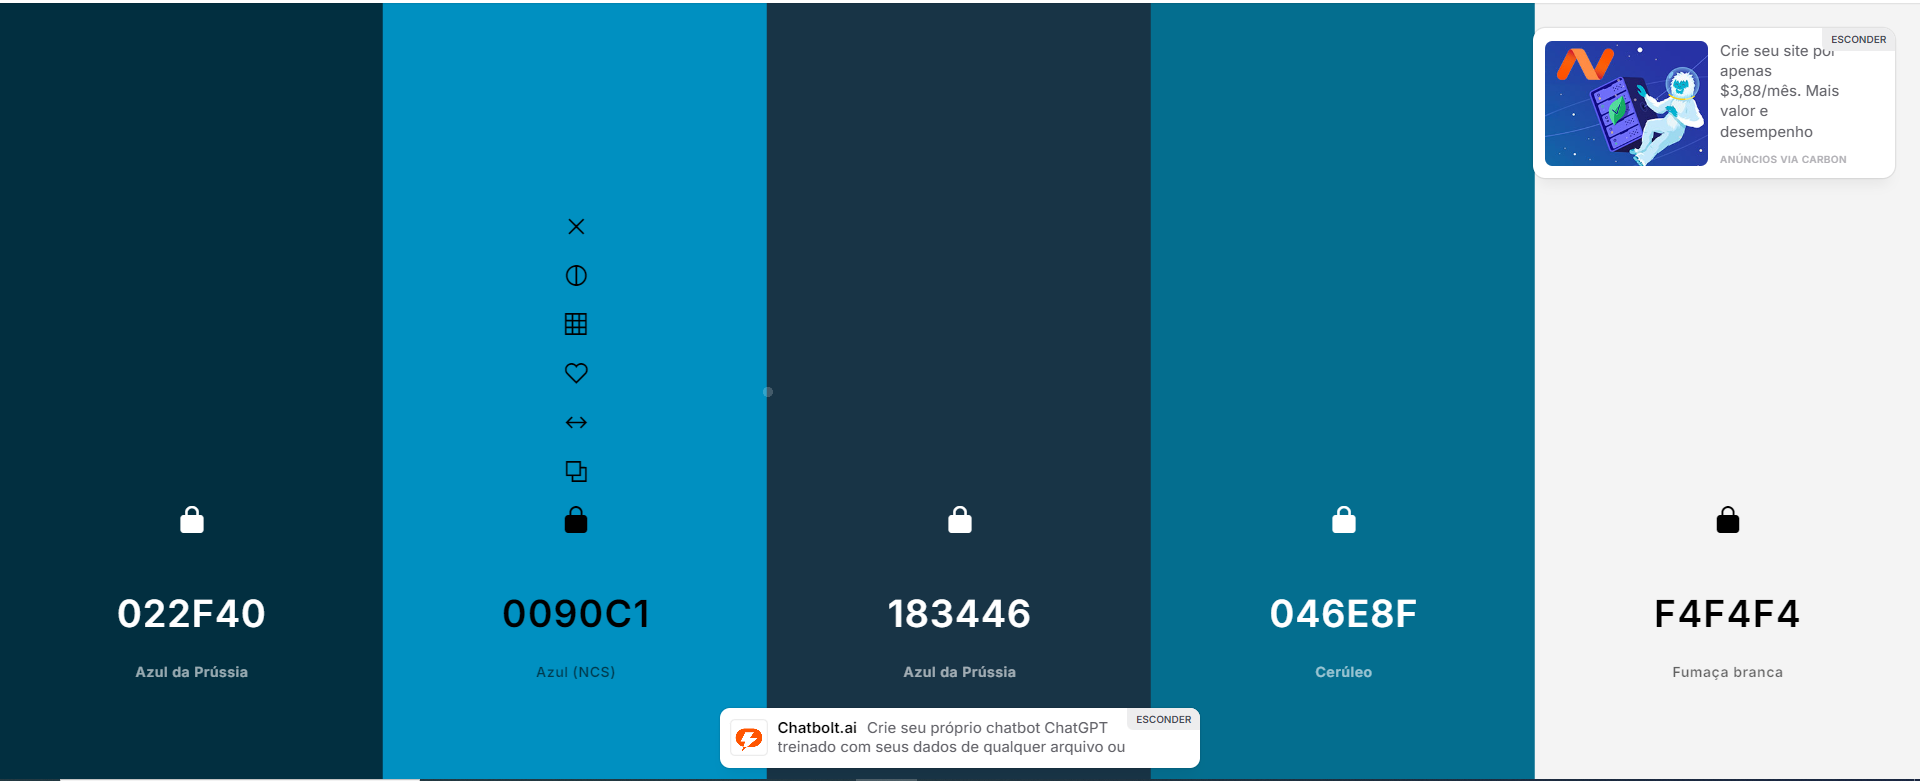 ESCONDER
Crie seu site por
apenas
$3,88/mês. Mais
valor e
desempenho
ANÚNCIOS VIA CARBON
022F40
Azul da Prússia
0090C1
Azul (NCS)
183446
Azul da Prússia
046E8F
Cerúleo
F4F4F4
Fumaça branca
ESCONDER
Chatbolt.ai Crie seu próprio chatbot ChatGPT
treinado com seus dados de qualquer arquivo ou